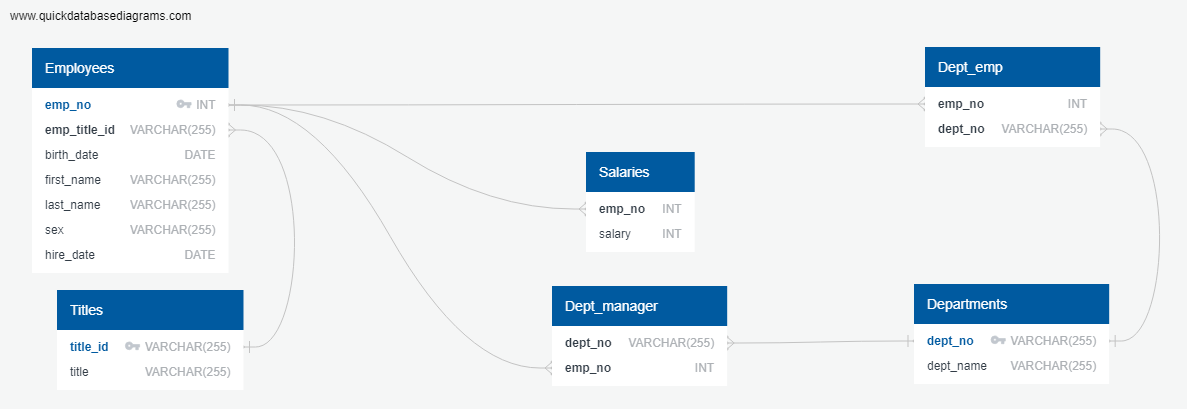 www.quickdatabasediagrams.com
Employees
emp_no INT
emp_title_id VARCHAR(255)
birth_date DATE
first_name VARCHAR(255)
last_name VARCHAR(255)
sex VARCHAR(255)
hire_date DATE
Titles
title_id VARCHAR(255)
title VARCHAR(255)
Salaries
emp_no INT
salary INT
Dept_manager
dept_no VARCHAR(255)
emp_no INT
Dept_emp
emp_no INT
dept_no VARCHAR(255)
Departments
dept_no VARCHAR(255)
dept_name VARCHAR(255)